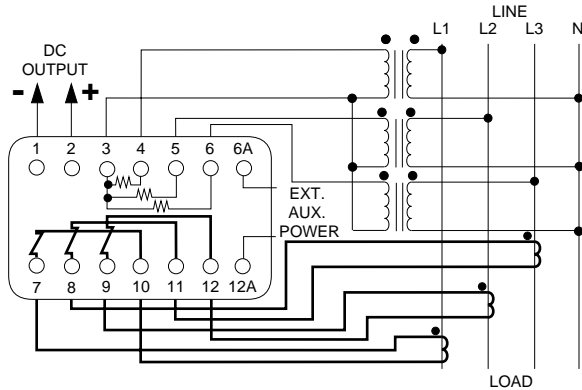 LINE
L1 L2 L3 N
DC
OUTPUT
- +
1 2 3 4 5 6 6A
EXT.
AUX.
POWER
7 8 9 10 11 12 12A
LOAD